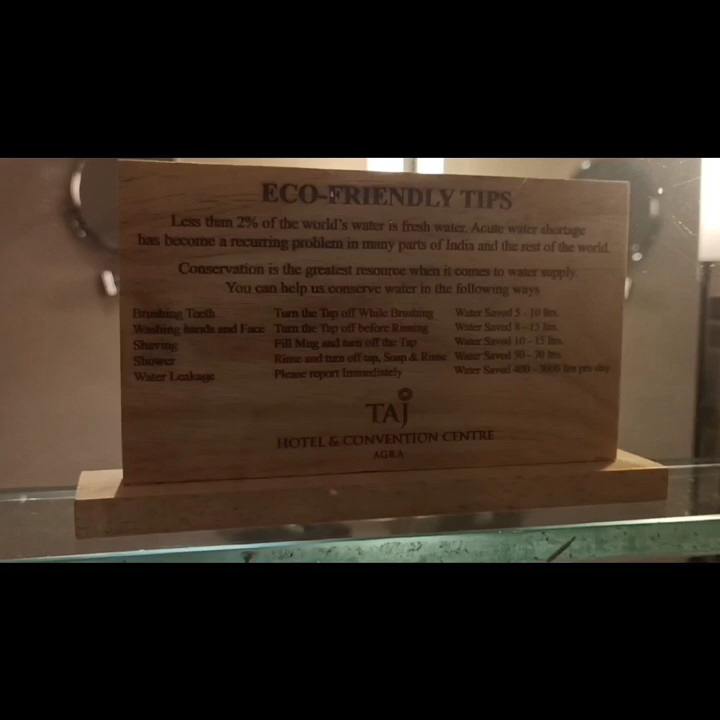 ECO-FRIENDLY TIPS
Less than 2% of the world's water is fresh water. Acute water shortage
has become a recurring problem in many parts of India and the rest of the world.
Conservation is the greatest resource when it comes to water supply.
You can help us conserve water in the following ways
Brushing Teeth Turn the Tap off While Brushing Water Saved 5 - 10 ltrs.
Washing hands and Face Turn the Tap off before Rinsing Water Saved 8 - 15 ltrs.
Shaving Fill Mug and turn off the Tap Water Saved 10 - 15 ltrs.
Shower Rinse and turn off tap, Soap & Rinse Water Saved 50 - 70 ltrs.
Water Leakage Please report Immediately Water Saved 400 - 3000 ltrs per day
TAJ
HOTEL & CONVENTION CENTRE
AGRA